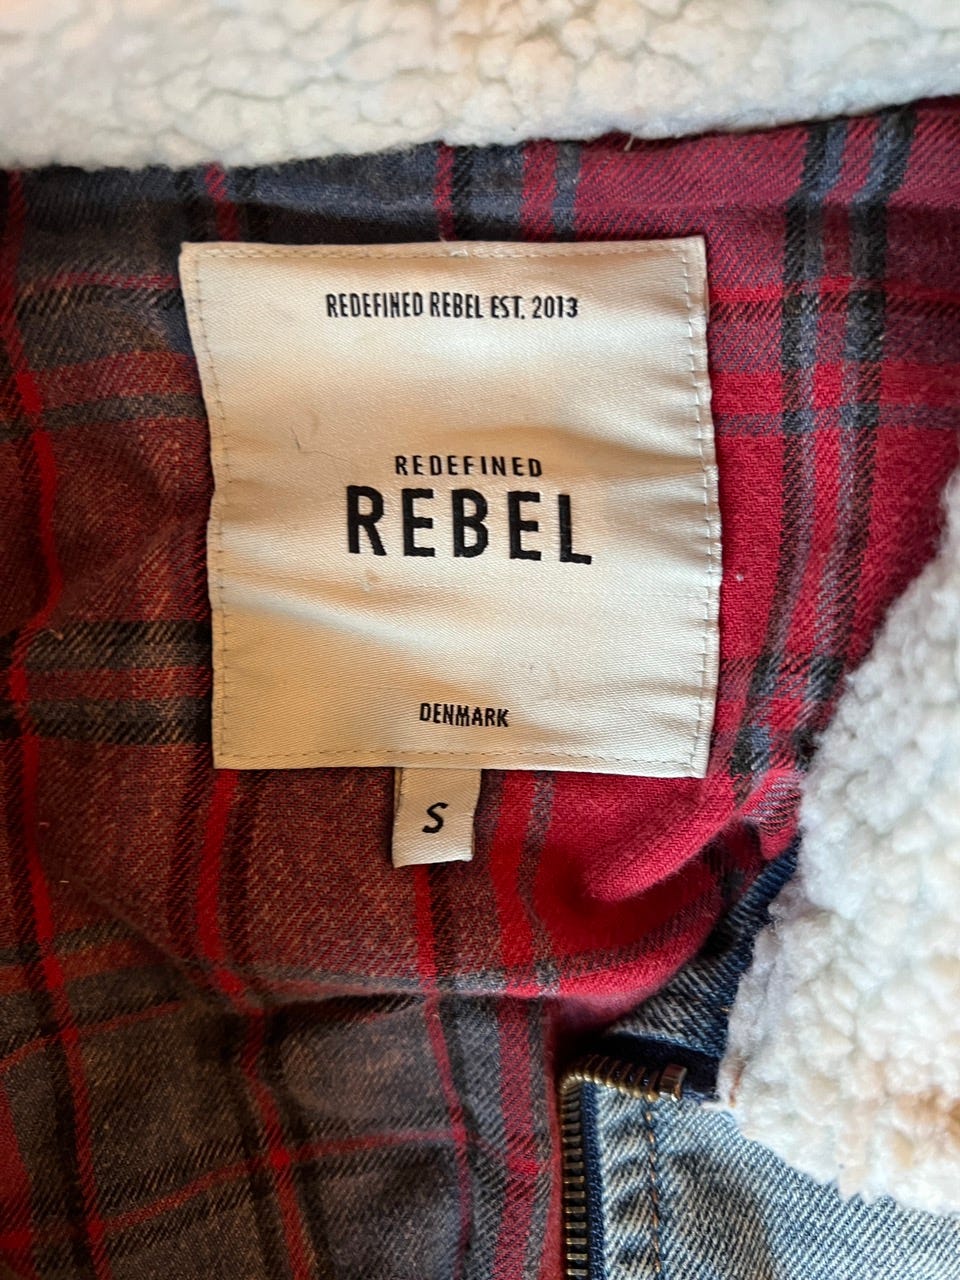 REDEFINED REBEL EST. 2013
REDEFINED
REBEL
DENMARK
S